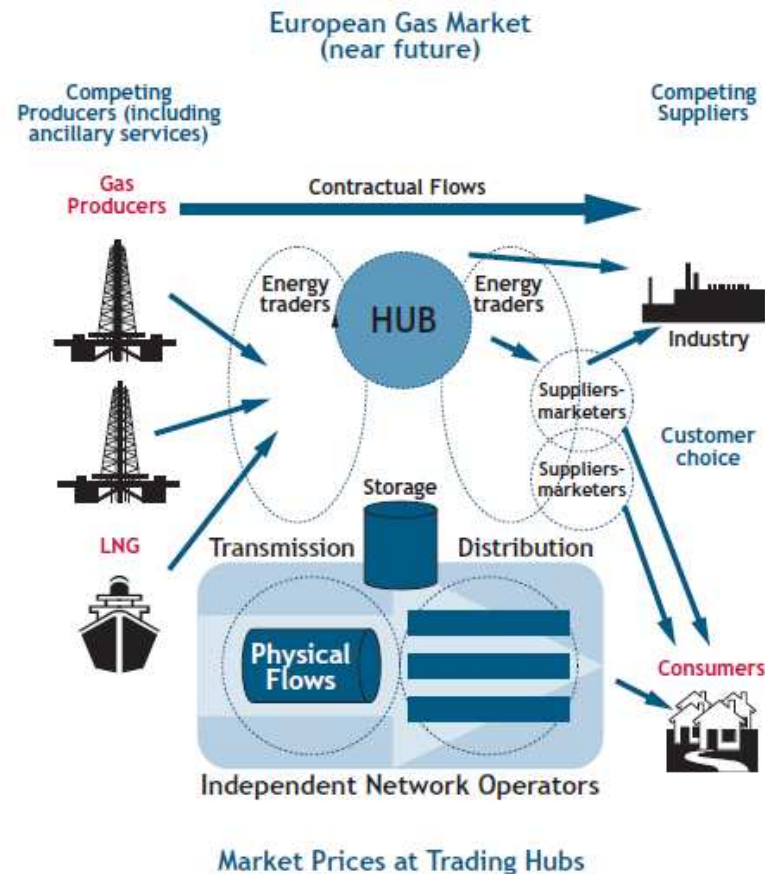 European Gas Market
(near future)
Competing
Producers (including
ancillary services)
Competing
Suppliers
Gas
Producers
Contractual Flows
Energy
traders
HUB
Energy
traders
Industry
Suppliers-
marketers
Customer
choice
Suppliers-
marketers
Storage
LNG
Transmission
Distribution
Physical
Flows
Consumers
Independent Network Operators
Market Prices at Trading Hubs